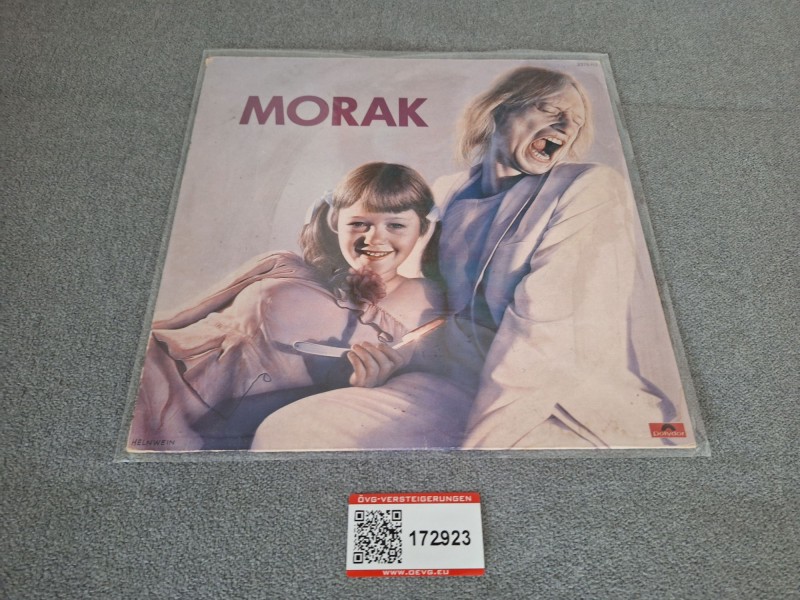 MORAK
HELNWEIN
polydor
ÖVG-VERSTEIGERUNGEN
172923
WWW.OEVG.EU